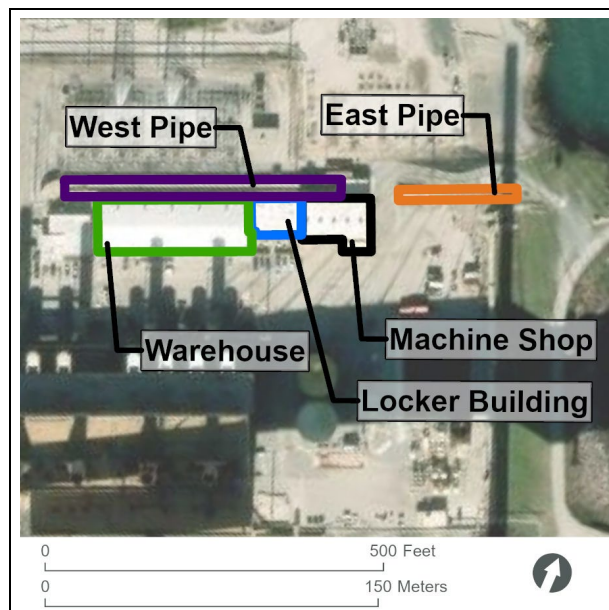 West Pipe
East Pipe
Warehouse
Machine Shop
Locker Building
0
500 Feet
0
150 Meters